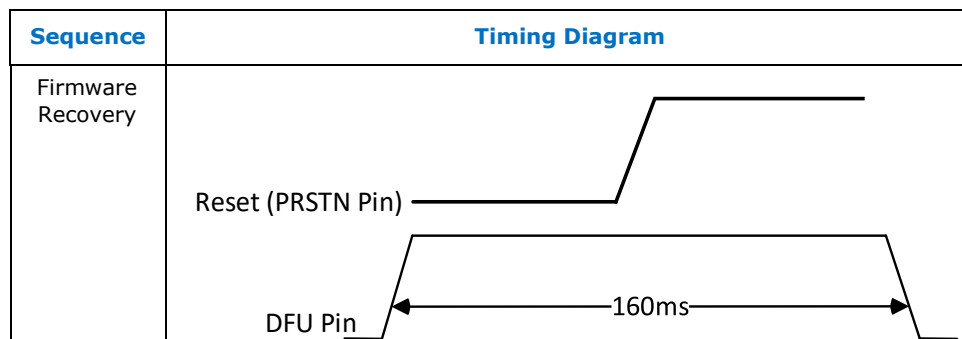 Sequence
Timing Diagram
Firmware
Recovery
Reset (PRSTN Pin)
160ms
DFU Pin